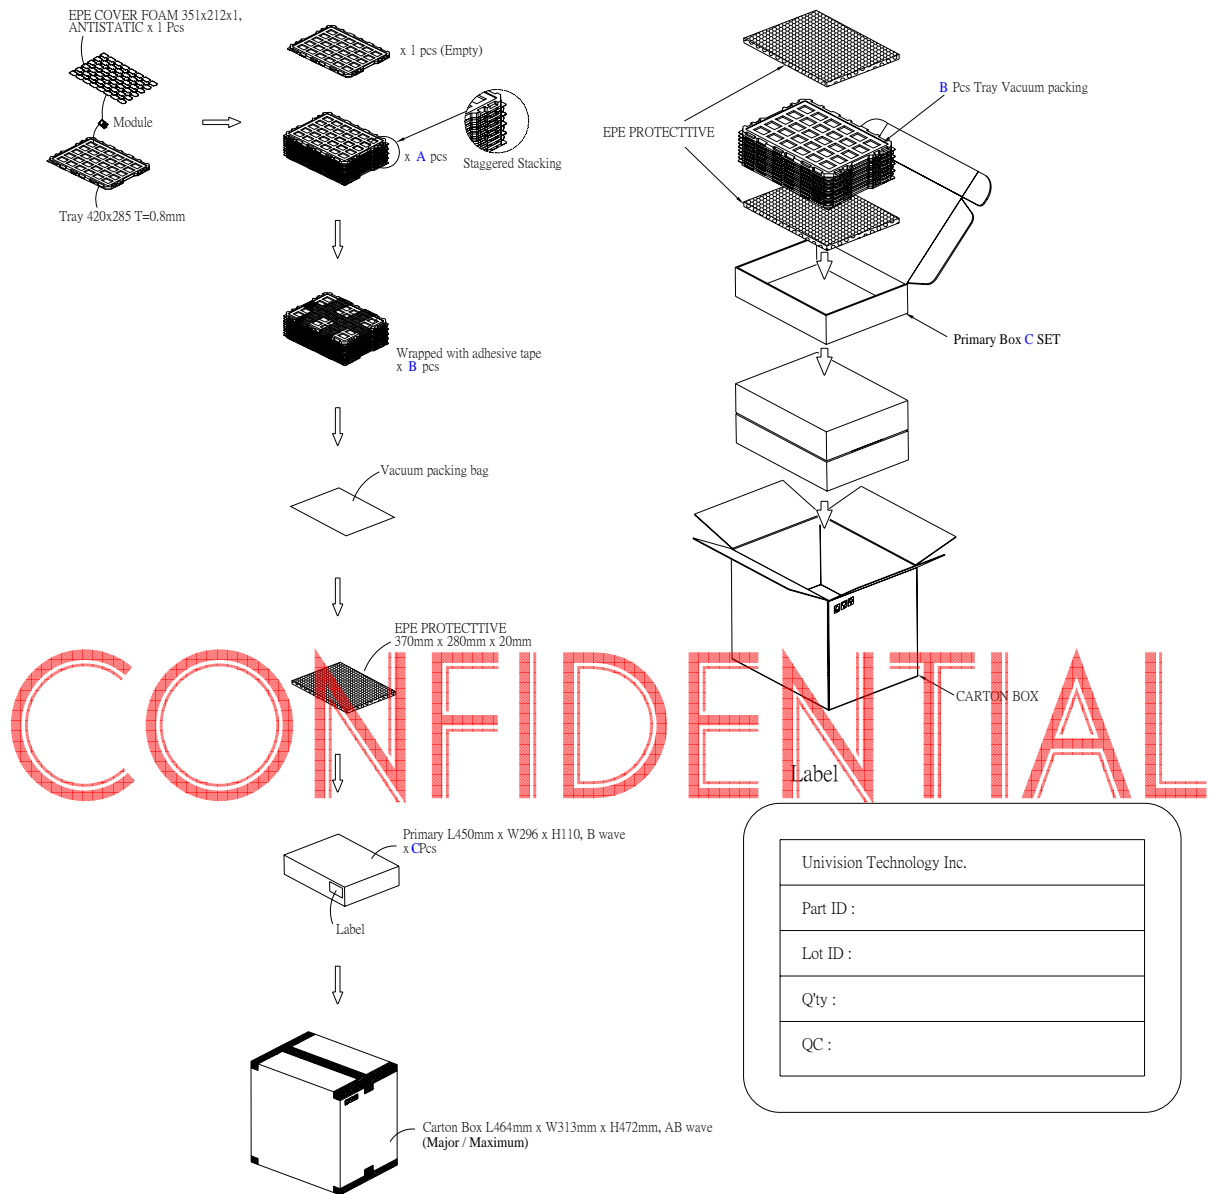 EPE COVER FOAM 351x212x1,
ANTISTATIC x 1 Pcs
Module
Tray 420x285 T=0.8mm
x 1 pcs (Empty)
x A pcs
Staggered Stacking
Wrapped with adhesive tape
x B pcs
Vacuum packing bag
EPE PROTECTTIVE
370mm x 280mm x 20mm
Primary L450mm x W296 x H110, B wave
x CPcs
Label
Carton Box L464mm x W313mm x H472mm, AB wave
(Major / Maximum)
B Pcs Tray Vacuum packing
EPE PROTECTTIVE
Primary Box C SET
CARTON BOX
CONFIDENTIAL
Label
Univision Technology Inc.
Part ID :
Lot ID :
Q'ty :
QC :